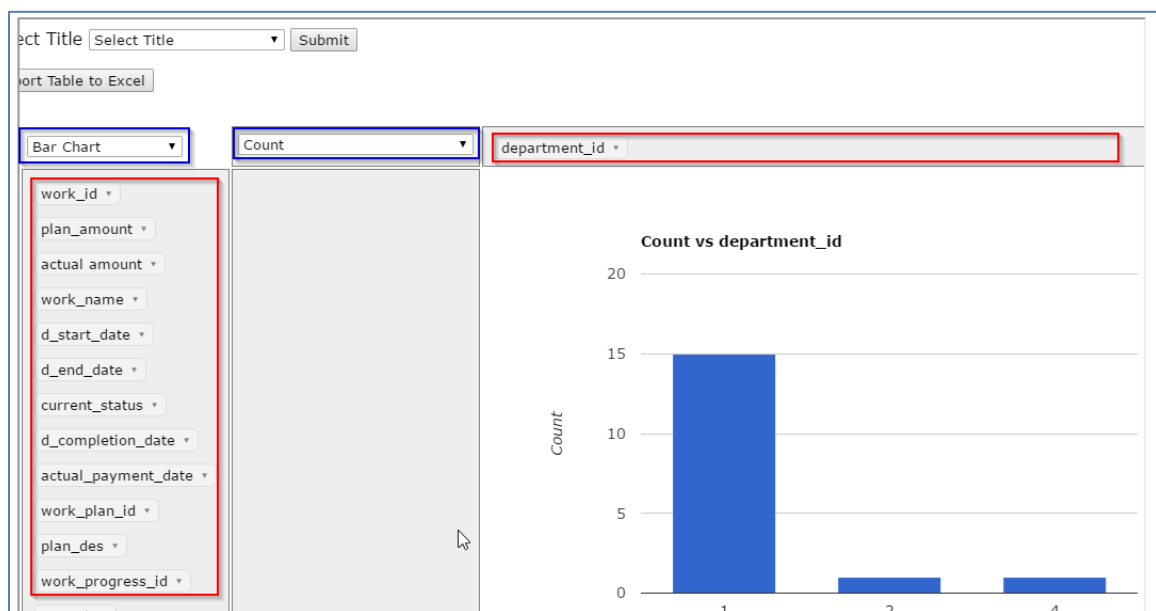 ect Title Select Title Submit
ort Table to Excel
Bar Chart Count department_id
work_id
plan_amount
actual amount
work_name
d_start_date
d_end_date
current_status
d_completion_date
actual_payment_date
work_plan_id
plan_des
work_progress_id
Count vs department_id
20
15
10
5
0
Count
1
4